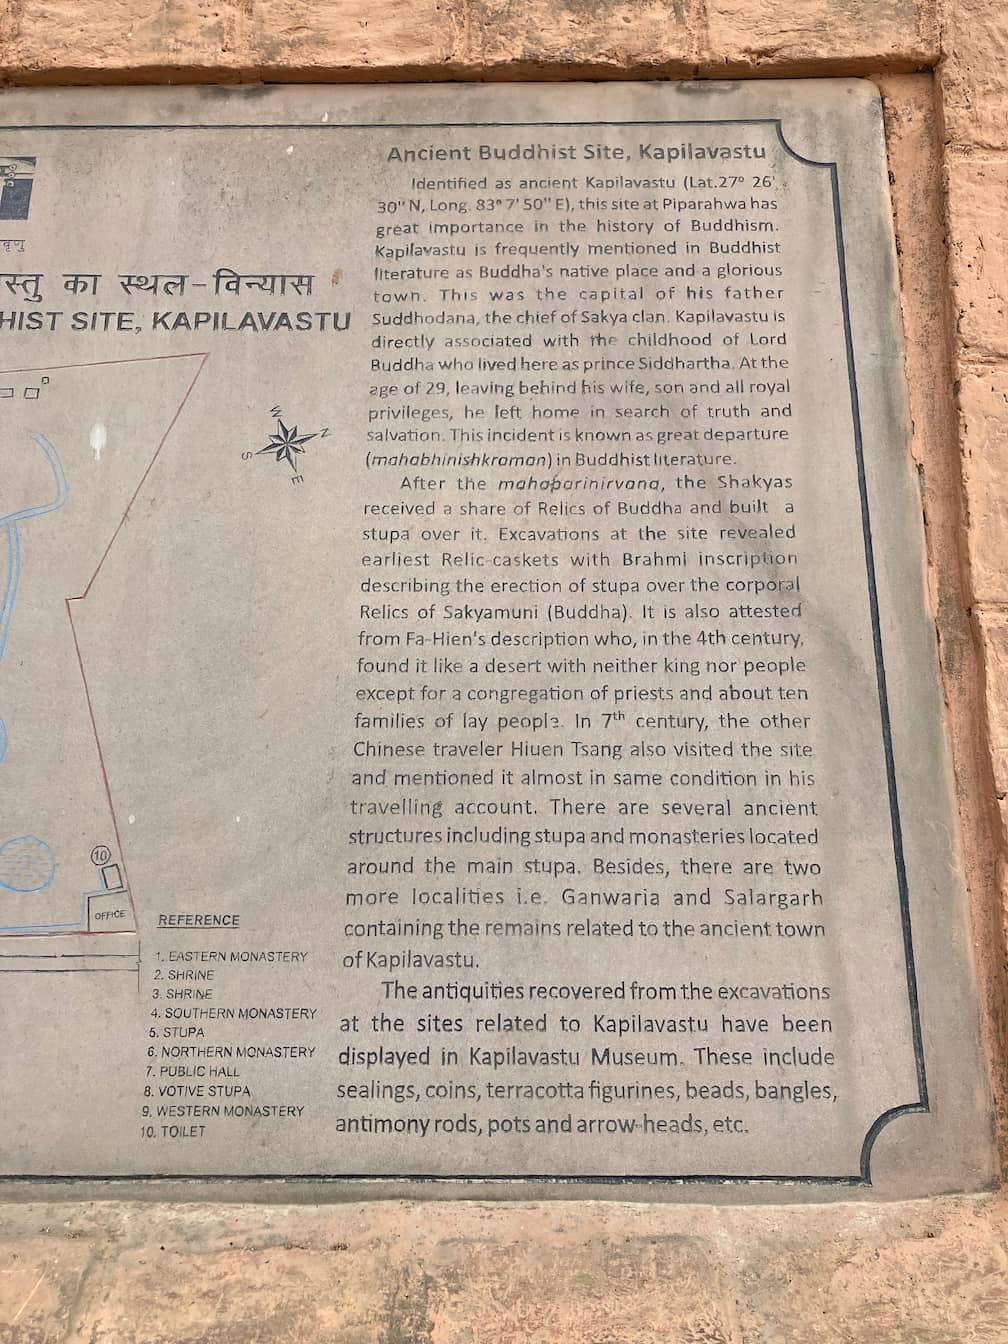 वृणु
स्तु का स्थल-विन्यास
HIST SITE, KAPILAVASTU
W
N
S
E
10
OFFICE
REFERENCE
1. EASTERN MONASTERY
2. SHRINE
3. SHRINE
4. SOUTHERN MONASTERY
5. STUPA
6. NORTHERN MONASTERY
7. PUBLIC HALL
8. VOTIVE STUPA
9. WESTERN MONASTERY
10. TOILET
Ancient Buddhist Site, Kapilavastu
Identified as ancient Kapilavastu (Lat.27° 26'
30" N, Long. 83° 7' 50" E), this site at Piparahwa has
great importance in the history of Buddhism.
Kapilavastu is frequently mentioned in Buddhist
literature as Buddha's native place and a glorious
town. This was the capital of his father
Suddhodana, the chief of Sakya clan. Kapilavastu is
directly associated with the childhood of Lord
Buddha who lived here as prince Siddhartha. At the
age of 29, leaving behind his wife, son and all royal
privileges, he left home in search of truth and
salvation. This incident is known as great departure
(mahabhinishkraman) in Buddhist literature.
After the mahaparinirvana, the Shakyas
received a share of Relics of Buddha and built a
stupa over it. Excavations at the site revealed
earliest Relic-caskets with Brahmi inscription
describing the erection of stupa over the corporal
Relics of Sakyamuni (Buddha). It is also attested
from Fa-Hien's description who, in the 4th century,
found it like a desert with neither king nor people
except for a congregation of priests and about ten
families of lay people. In 7th century, the other
Chinese traveler Hiuen Tsang also visited the site
and mentioned it almost in same condition in his
travelling account. There are several ancient
structures including stupa and monasteries located
around the main stupa. Besides, there are two
more localities i.e. Ganwaria and Salargarh
containing the remains related to the ancient town
of Kapilavastu.
The antiquities recovered from the excavations
at the sites related to Kapilavastu have been
displayed in Kapilavastu Museum. These include
sealings, coins, terracotta figurines, beads, bangles,
antimony rods, pots and arrow-heads, etc.